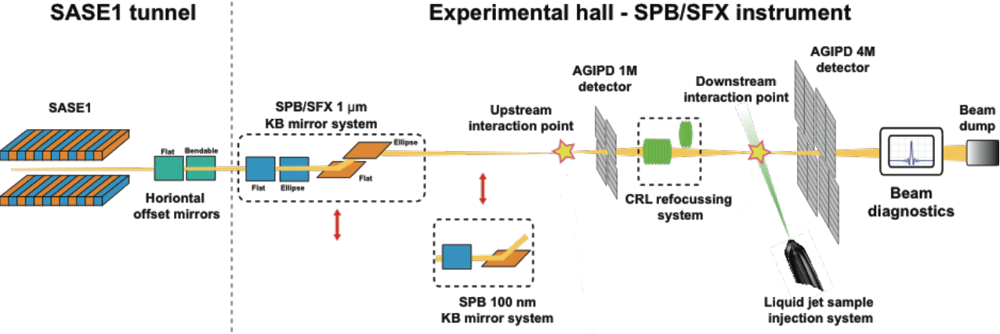 SASE1 tunnel
Experimental hall - SPB/SFX instrument
SASE1
Flat
Bendable
Horiontal
offset mirrors
SPB/SFX 1 µm
KB mirror system
Flat
Ellipse
Flat
Ellipse
SPB 100 nm
KB mirror system
Upstream
interaction point
AGIPD 1M
detector
CRL refocussing
system
Downstream
interaction point
Liquid jet sample
injection system
AGIPD 4M
detector
Beam
diagnostics
Beam
dump